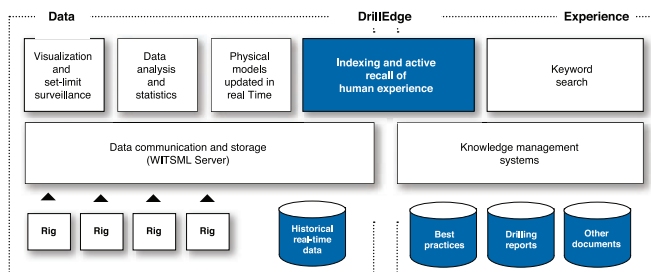 Data
DrillEdge
Experience
Visualization
and
set-limit
surveillance
Data
analysis
and
statistics
Physical
models
updated in
real Time
Indexing and active
recall of
human experience
Keyword
search
Data communication and storage
(WITSML Server)
Knowledge management
systems
Rig
Rig
Rig
Rig
Historical
real-time
data
Best
practices
Drilling
reports
Other
documents